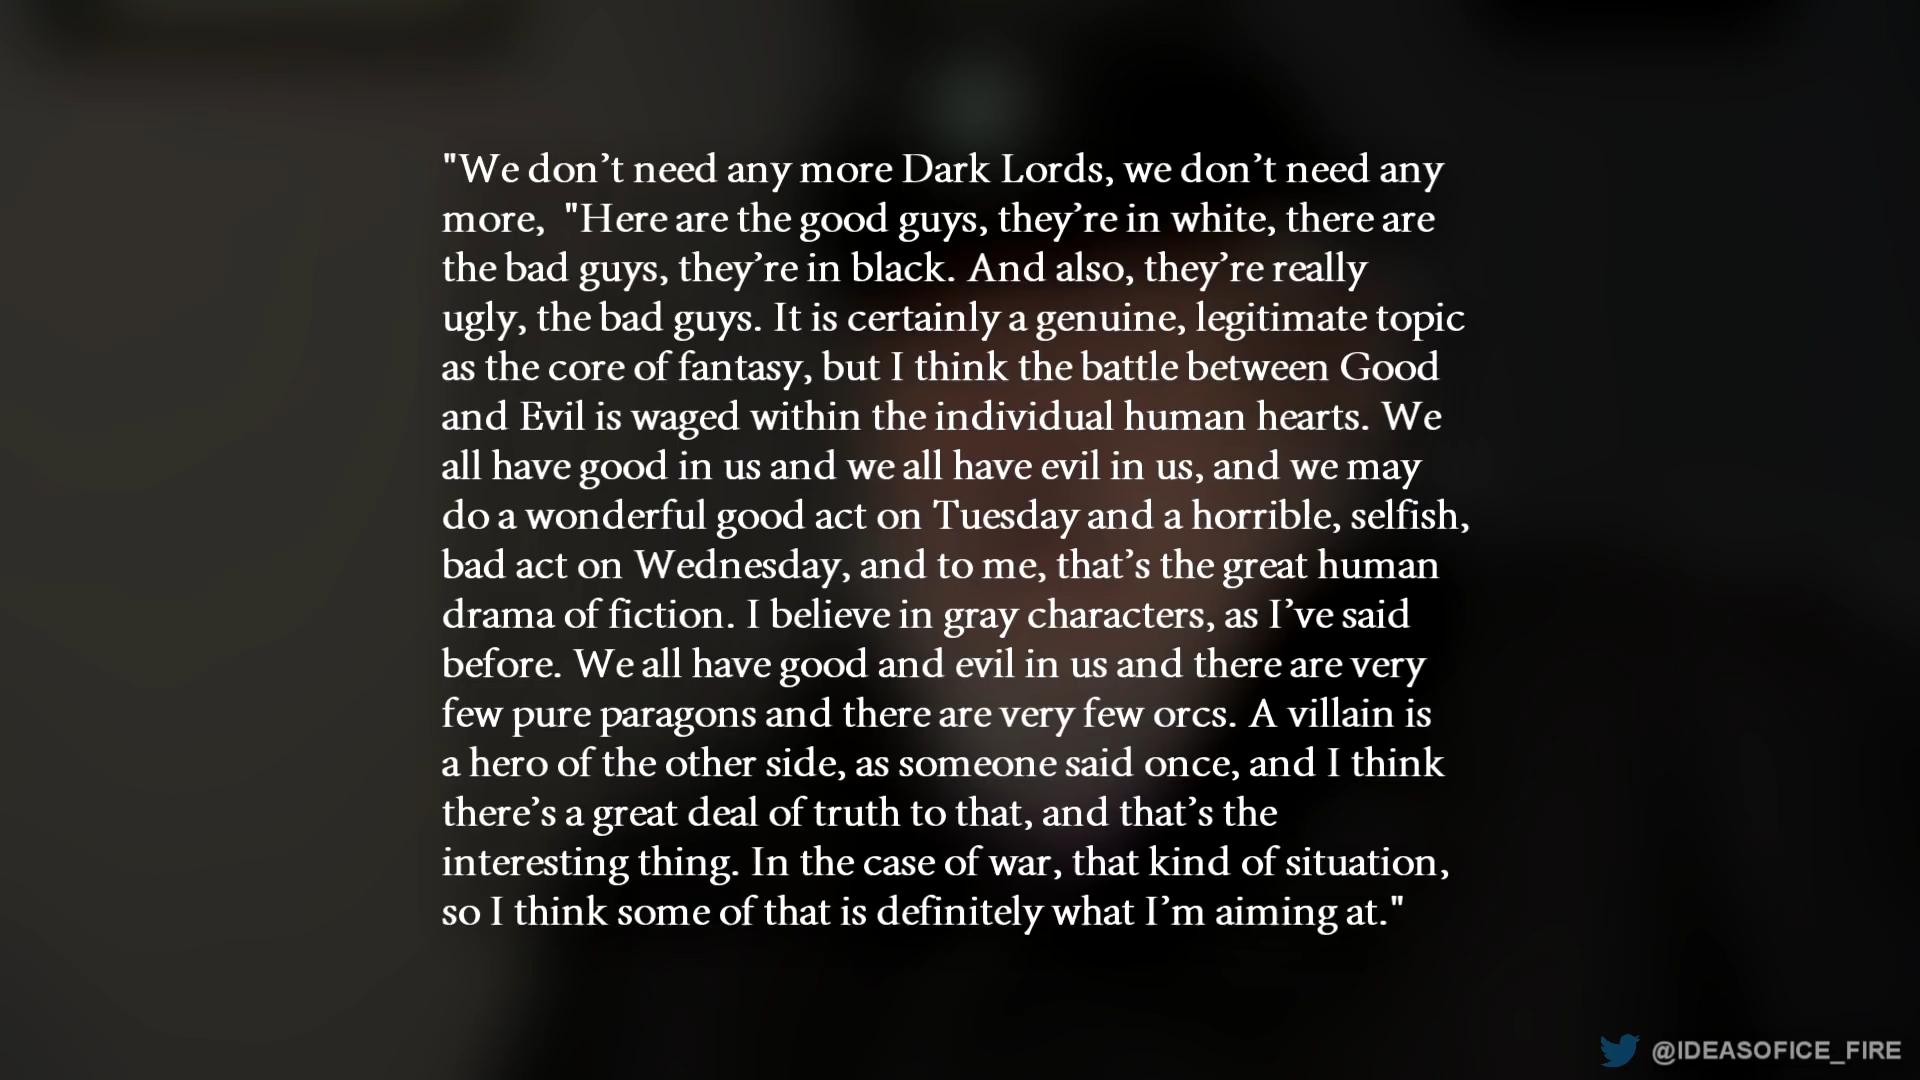 "We don’t need any more Dark Lords, we don’t need any
more,  "Here are the good guys, they’re in white, there are
the bad guys, they’re in black. And also, they’re really
ugly, the bad guys. It is certainly a genuine, legitimate topic
as the core of fantasy, but I think the battle between Good
and Evil is waged within the individual human hearts. We
all have good in us and we all have evil in us, and we may
do a wonderful good act on Tuesday and a horrible, selfish,
bad act on Wednesday, and to me, that’s the great human
drama of fiction. I believe in gray characters, as I’ve said
before. We all have good and evil in us and there are very
few pure paragons and there are very few orcs. A villain is
a hero of the other side, as someone said once, and I think
there’s a great deal of truth to that, and that’s the
interesting thing. In the case of war, that kind of situation,
so I think some of that is definitely what I’m aiming at."
@IDEASOFICE_FIRE